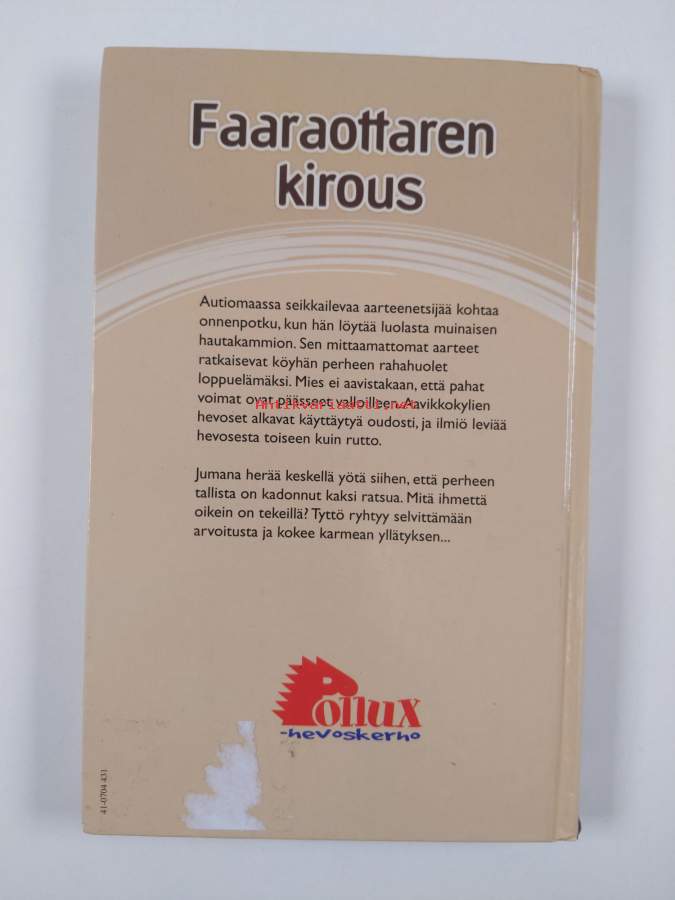 Faaraottaren
kirous
Autiomaassa seikkailevaa aarteenetsijää kohtaa
onnenpotku, kun hän löytää luolasta muinaisen
hautakammion. Sen mittaamattomat aarteet
ratkaisevat köyhän perheen rahahuolet
loppuelämäksi. Mies ei aavistakaan, että pahat
voimat ovat päässeet valloilleen. Aavikkokylien
Antikvariaatti.net
hevoset alkavat käyttäytyä oudosti, ja ilmiö leviää
hevosesta toiseen kuin rutto.
Jumana herää keskellä yötä siihen, että perheen
tallista on kadonnut kaksi ratsua. Mitä ihmettä
oikein on tekeillä? Tyttö ryhtyy selvittämään
arvoitusta ja kokee karmean yllätyksen...
Pollux
-hevoskerho
41-0704 431